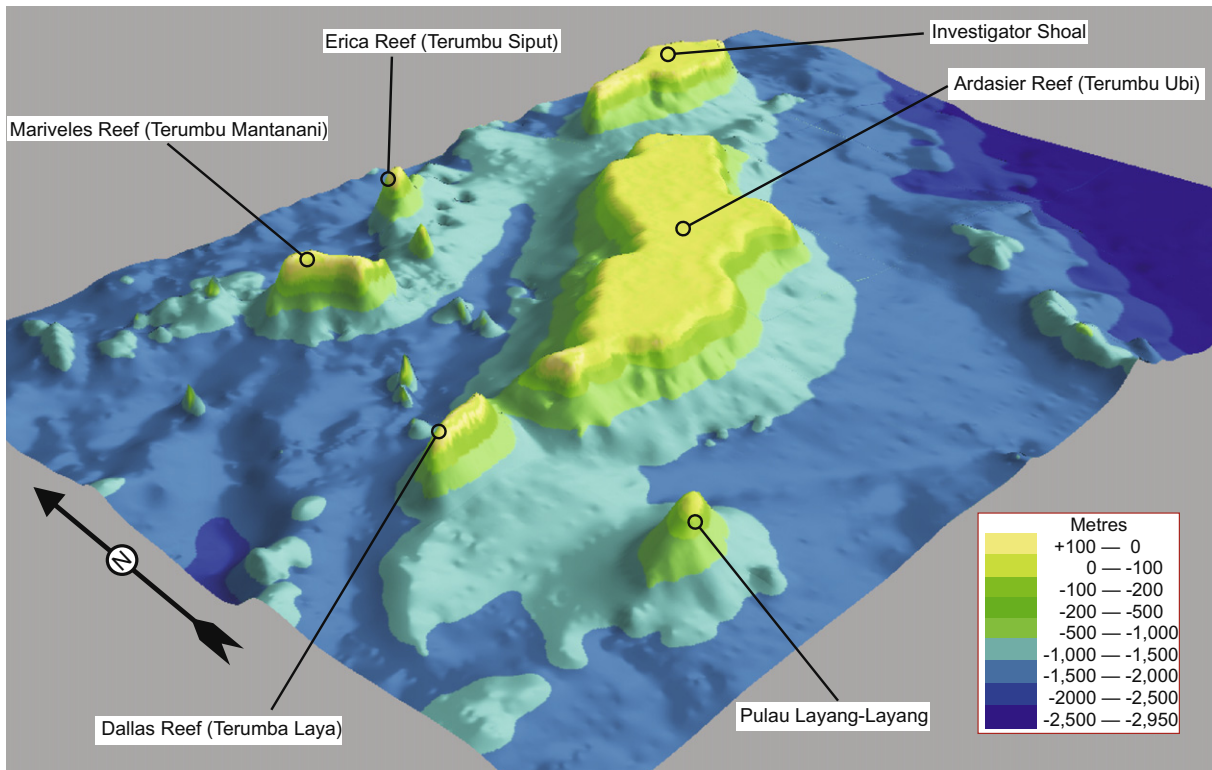 Erica Reef (Terumbu Siput)
Investigator Shoal
Ardasier Reef (Terumbu Ubi)
Mariveles Reef (Terumbu Mantanani)
N
Dallas Reef (Terumba Laya)
Pulau Layang-Layang
Metres
+100 — 0
0 — -100
-100 — -200
-200 — -500
-500 — -1,000
-1,000 — -1,500
-1,500 — -2,000
-2000 — -2,500
-2,500 — -2,950